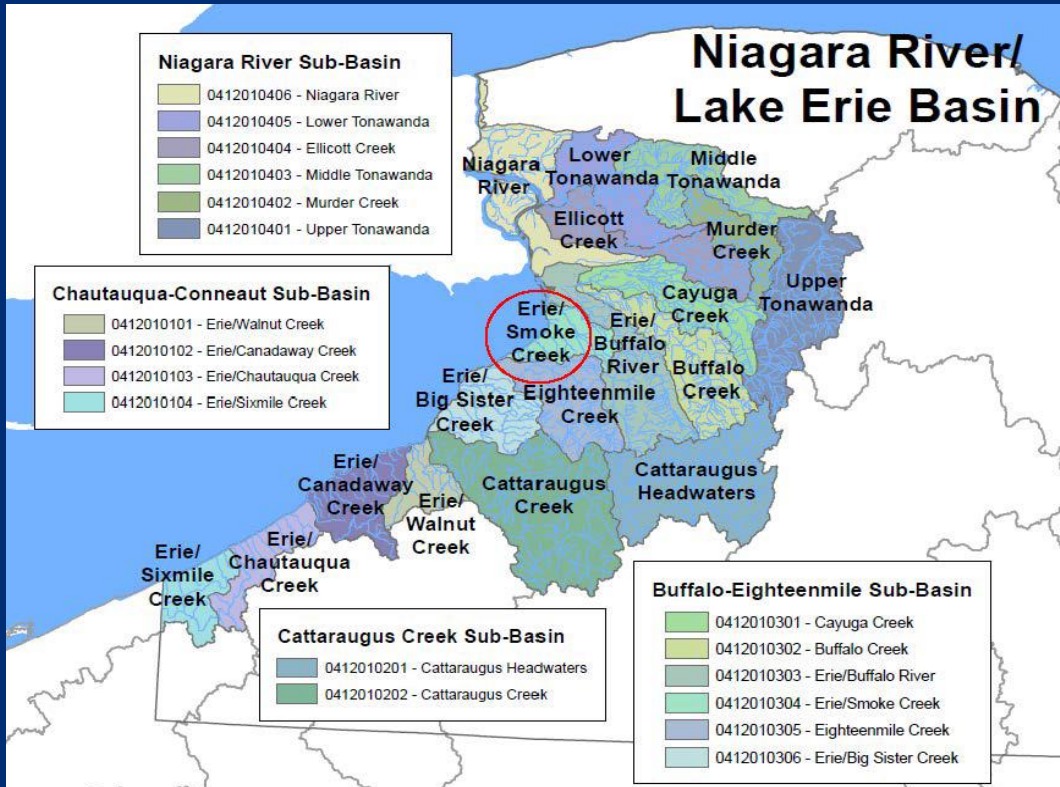 Niagara River/
Lake Erie Basin
Niagara River Sub-Basin
0412010406 - Niagara River
0412010405 - Lower Tonawanda
0412010404 - Ellicott Creek
0412010403 - Middle Tonawanda
0412010402 - Murder Creek
0412010401 - Upper Tonawanda
Chautauqua-Conneaut Sub-Basin
0412010101 - Erie/Walnut Creek
0412010102 - Erie/Canadaway Creek
0412010103 - Erie/Chautauqua Creek
0412010104 - Erie/Sixmile Creek
Niagara
River
Lower
Tonawanda
Middle
Tonawanda
Ellicott
Creek
Murder
Creek
Upper
Tonawanda
Cayuga
Creek
Erie/
Smoke
Creek
Erie/
Buffalo
River
Buffalo
Creek
Erie/
Big Sister
Creek
Eighteenmile
Creek
Erie/
Canadaway
Creek
Cattaraugus
Creek
Cattaraugus
Headwaters
Erie/
Walnut
Creek
Erie/
Chautauqua
Creek
Erie/
Sixmile
Creek
Cattaraugus Creek Sub-Basin
0412010201 - Cattaraugus Headwaters
0412010202 - Cattaraugus Creek
Buffalo-Eighteenmile Sub-Basin
0412010301 - Cayuga Creek
0412010302 - Buffalo Creek
0412010303 - Erie/Buffalo River
0412010304 - Erie/Smoke Creek
0412010305 - Eighteenmile Creek
0412010306 - Erie/Big Sister Creek